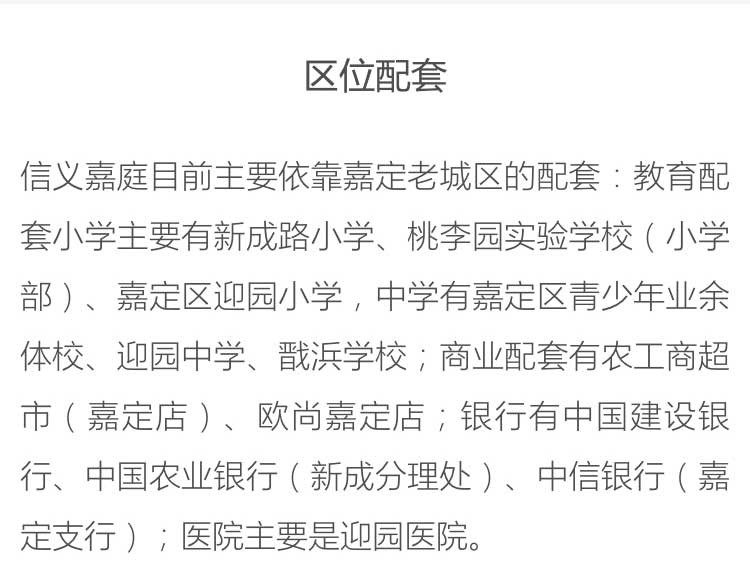 区位配套
信义嘉庭目前主要依靠嘉定老城区的配套：教育配
套小学主要有新成路小学、桃李园实验学校（小学
部）、嘉定区迎园小学，中学有嘉定区青少年业余
体校、迎园中学、戬浜学校；商业配套有农工商超
市（嘉定店）、欧尚嘉定店；银行有中国建设银
行、中国农业银行（新成分理处）、中信银行（嘉
定支行）；医院主要是迎园医院。